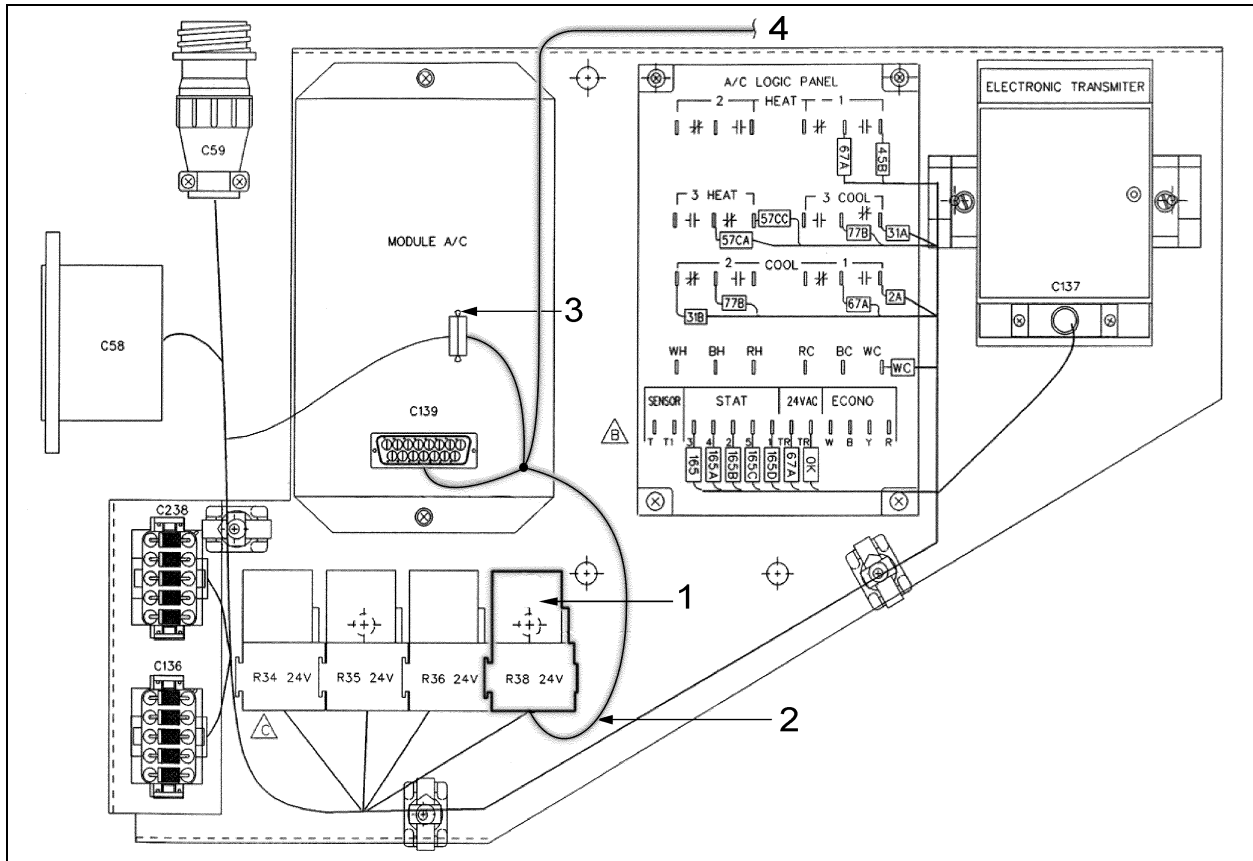 4
A/C LOGIC PANEL
2 HEAT 1
67A
45B
ELECTRONIC TRANSMITER
C59
3 HEAT
3 COOL
57CC
57CA
77B
31A
MODULE A/C
2 COOL 1
77B
31B
67A
2A
C137
3
C58
WH BH RH RC BC WC
WC
SENSOR STAT 24VAC ECONO
T T1 3 4 2 5 1 TR TR W B Y R
165 165A 165B 165C 165D 67A 0K
C139
B
C238
1
C136
R34 24V R35 24V R36 24V R38 24V
2
C